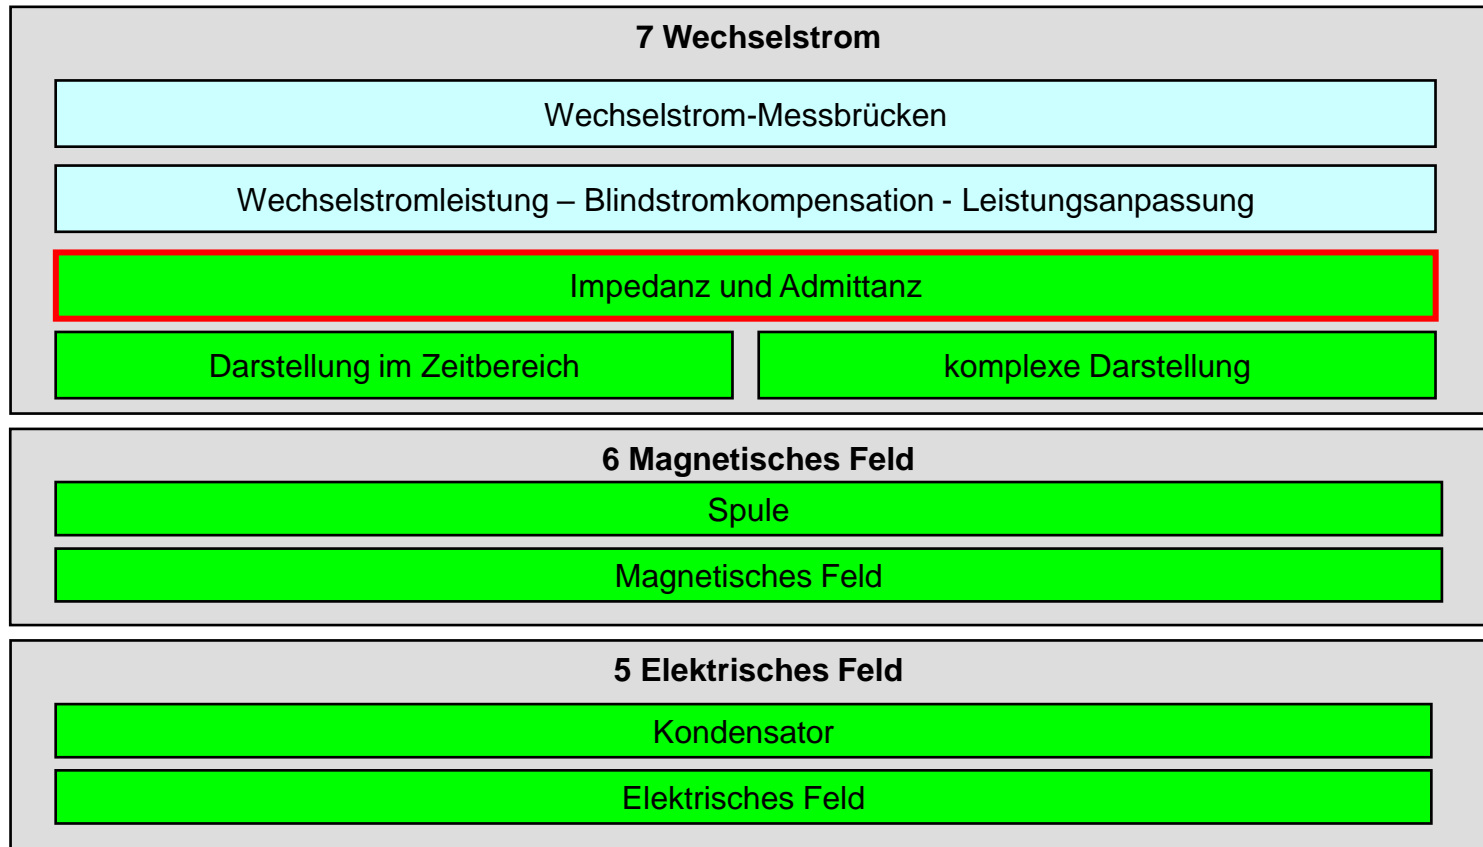 7 Wechselstrom
Wechselstrom-Messbrücken
Wechselstromleistung – Blindstromkompensation - Leistungsanpassung
Impedanz und Admittanz
Darstellung im Zeitbereich
komplexe Darstellung
6 Magnetisches Feld
Spule
Magnetisches Feld
5 Elektrisches Feld
Kondensator
Elektrisches Feld